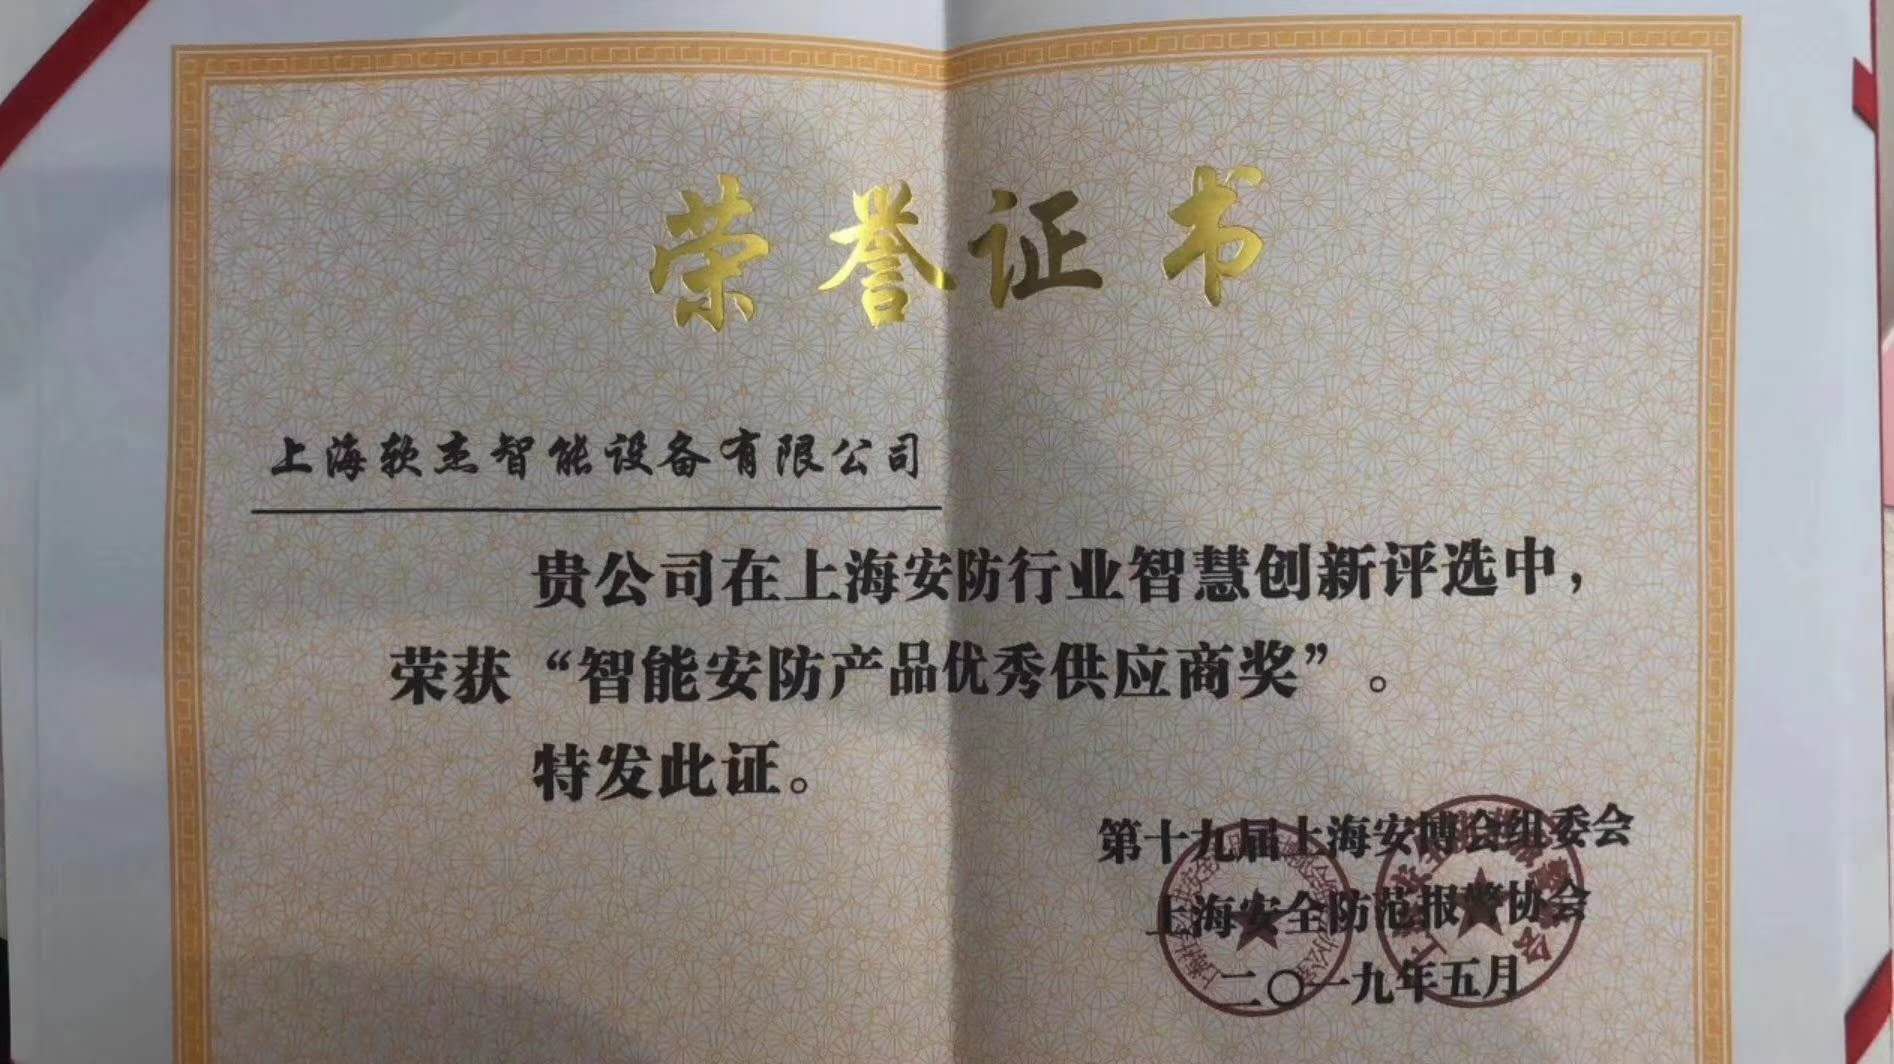 荣誉证书
上海软杰智能设备有限公司
贵公司在上海安防行业智慧创新评选中，
荣获“智能安防产品优秀供应商奖”。
特发此证。
第十九届上海安博会组委会
上海安全防范报警协会
二〇一九年五月